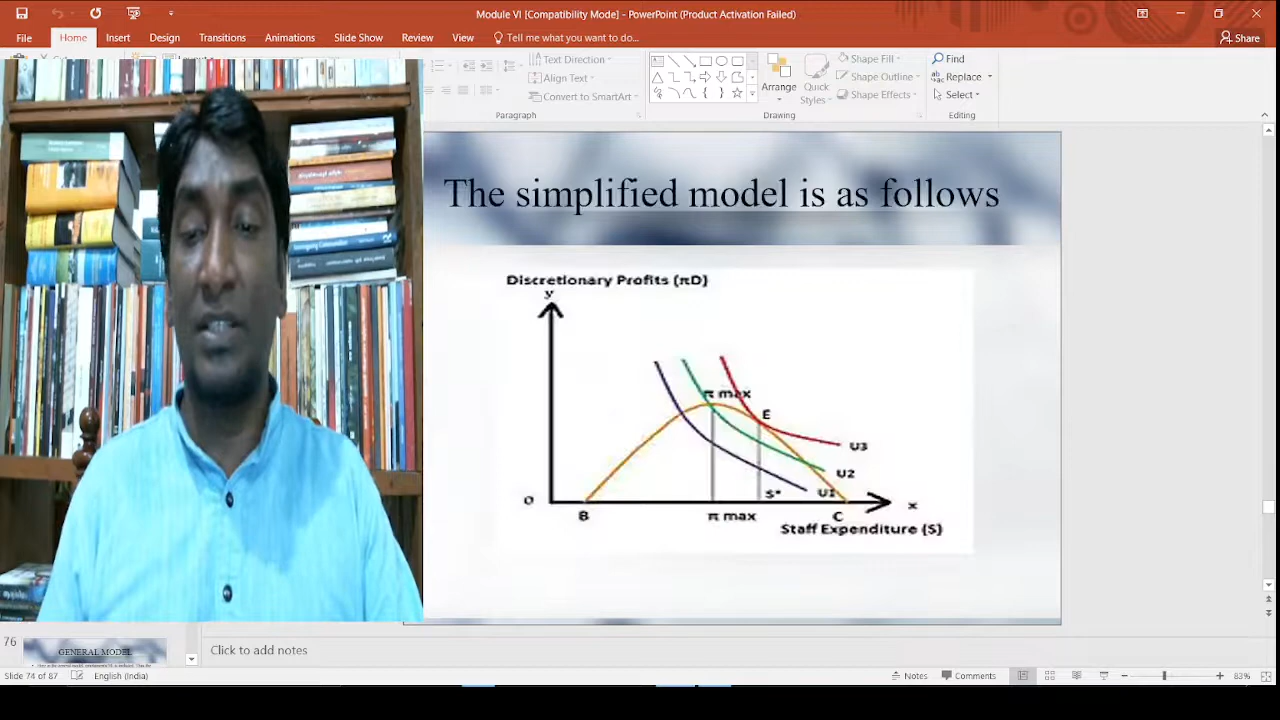 Module VI [Compatibility Mode] - PowerPoint (Product Activation Failed)
File Home Insert Design Transitions Animations Slide Show Review View Tell me what you want to do... Share
Text Direction
Align Text
Convert to SmartArt
Paragraph
Arrange
Quick Styles
Shape Fill
Shape Outline
Shape Effects
Drawing
Find
Replace
Select
Editing
The simplified model is as follows
Discretionary Profits (πD)
y
π max
E
U3
U2
U1
S*
O
B
π max
C
x
Staff Expenditure (S)
76
GENERAL MODEL
Click to add notes
Slide 74 of 87 English (India) Notes Comments 83%